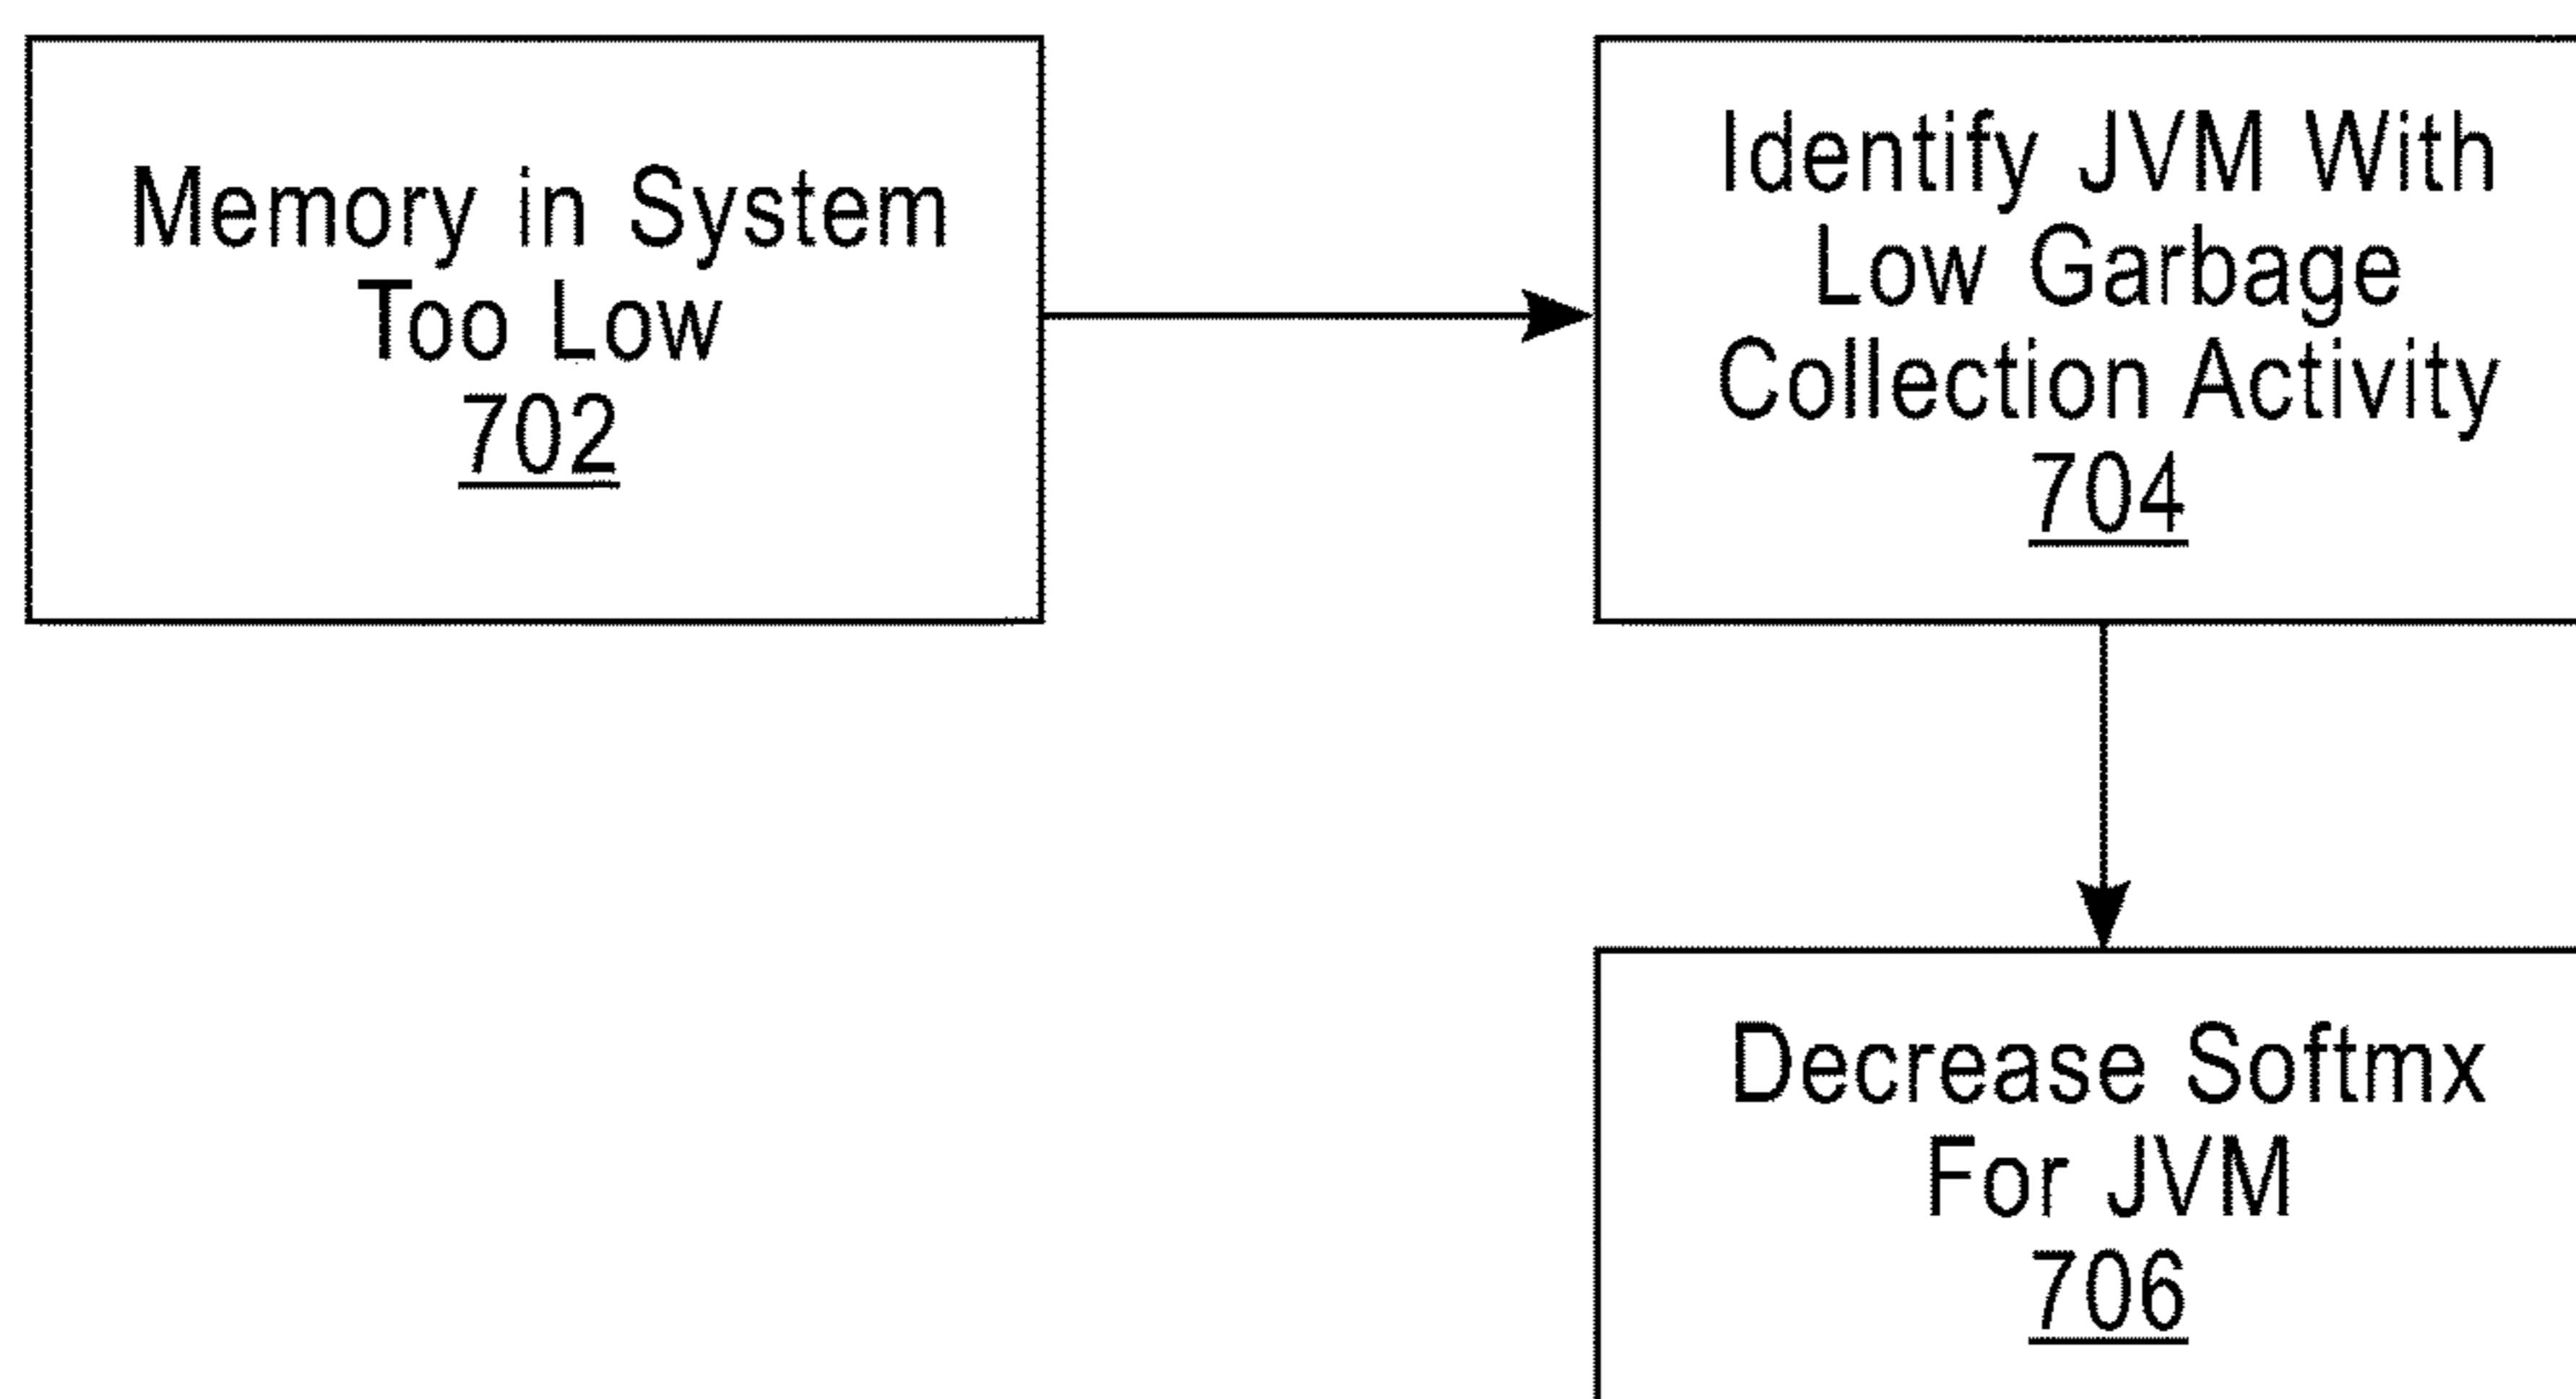 Memory in System
Too Low
702
Identify JVM With
Low Garbage
Collection Activity
704
Decrease Softmx
For JVM
706